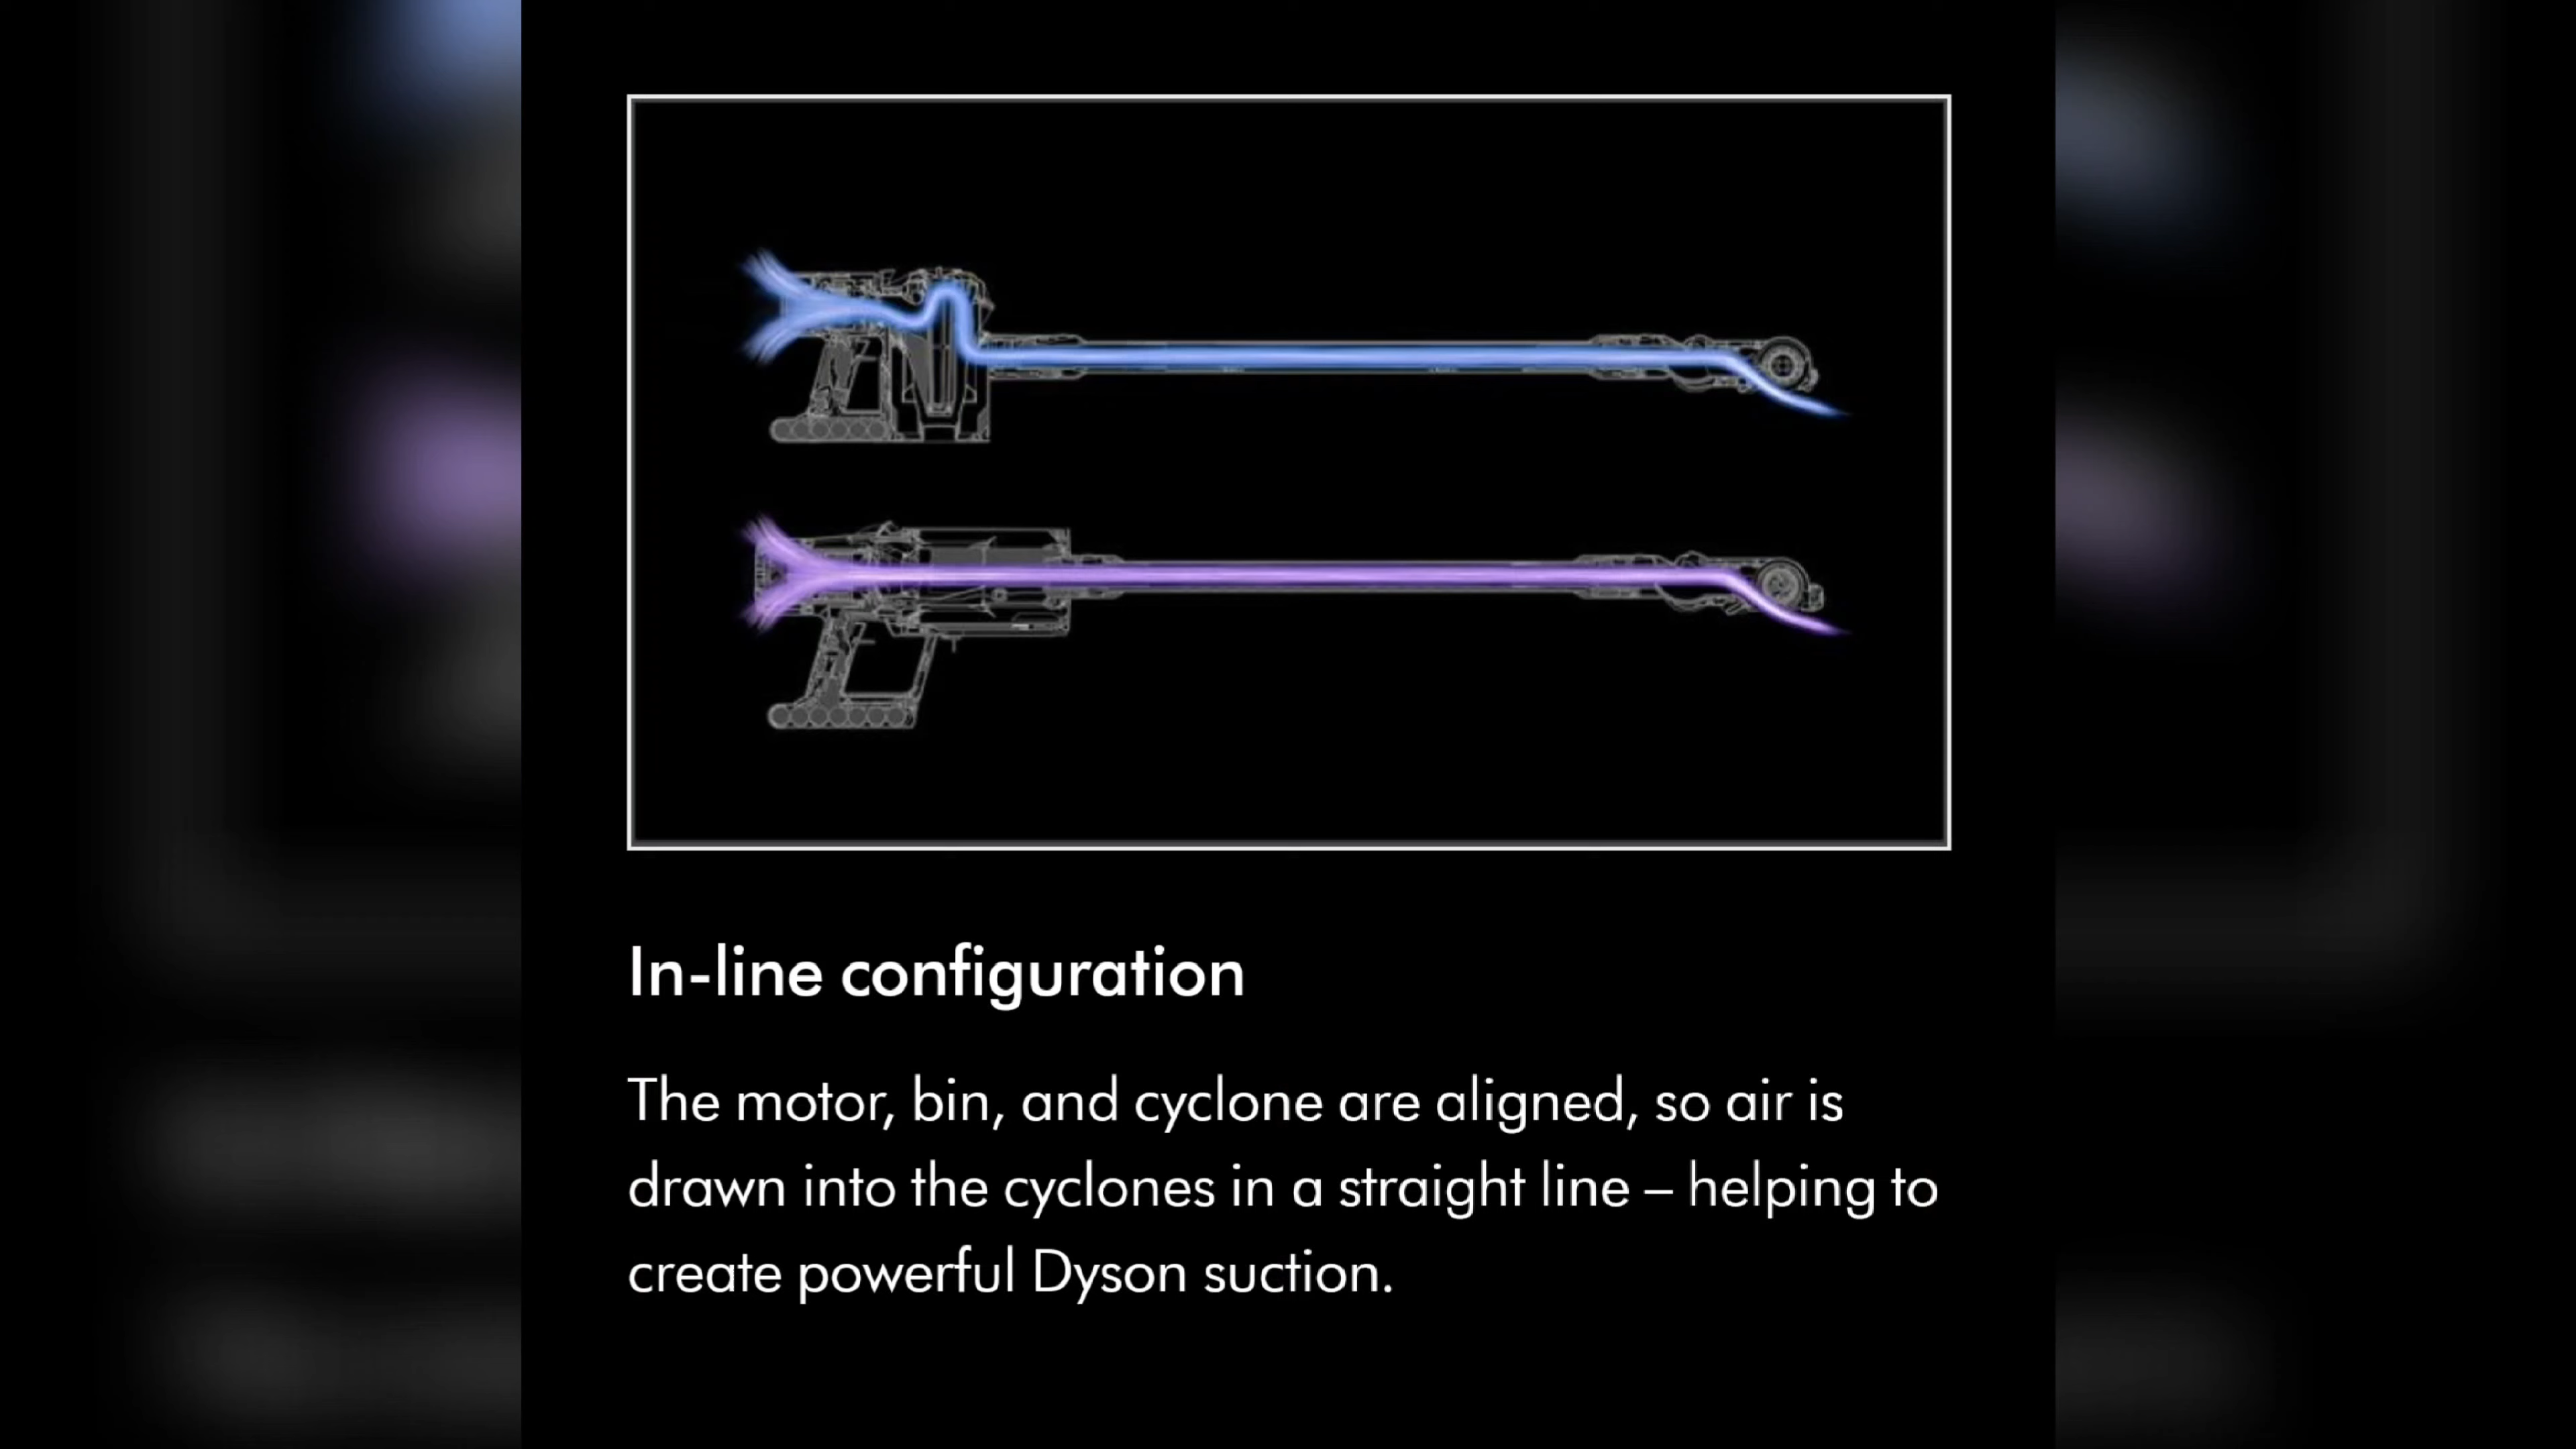 In-line configuration
The motor, bin, and cyclone are aligned, so air is
drawn into the cyclones in a straight line – helping to
create powerful Dyson suction.